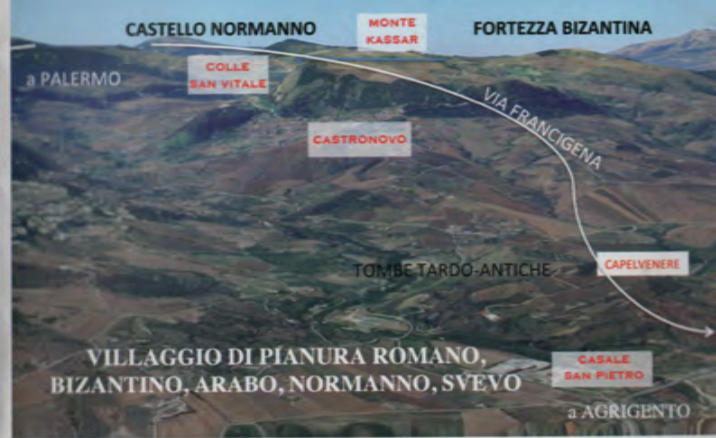 CASTELLO NORMANNO
MONTE
KASSAR
FORTEZZA BIZANTINA
a PALERMO
COLLE
SAN VITALE
VIA FRANCIGENA
CASTRONOVO
TOMBE TARDO-ANTICHE
CAPELVENERE
VILLAGGIO DI PIANURA ROMANO,
BIZANTINO, ARABO, NORMANNO, SVEVO
CASALE
SAN PIETRO
a AGRIGENTO